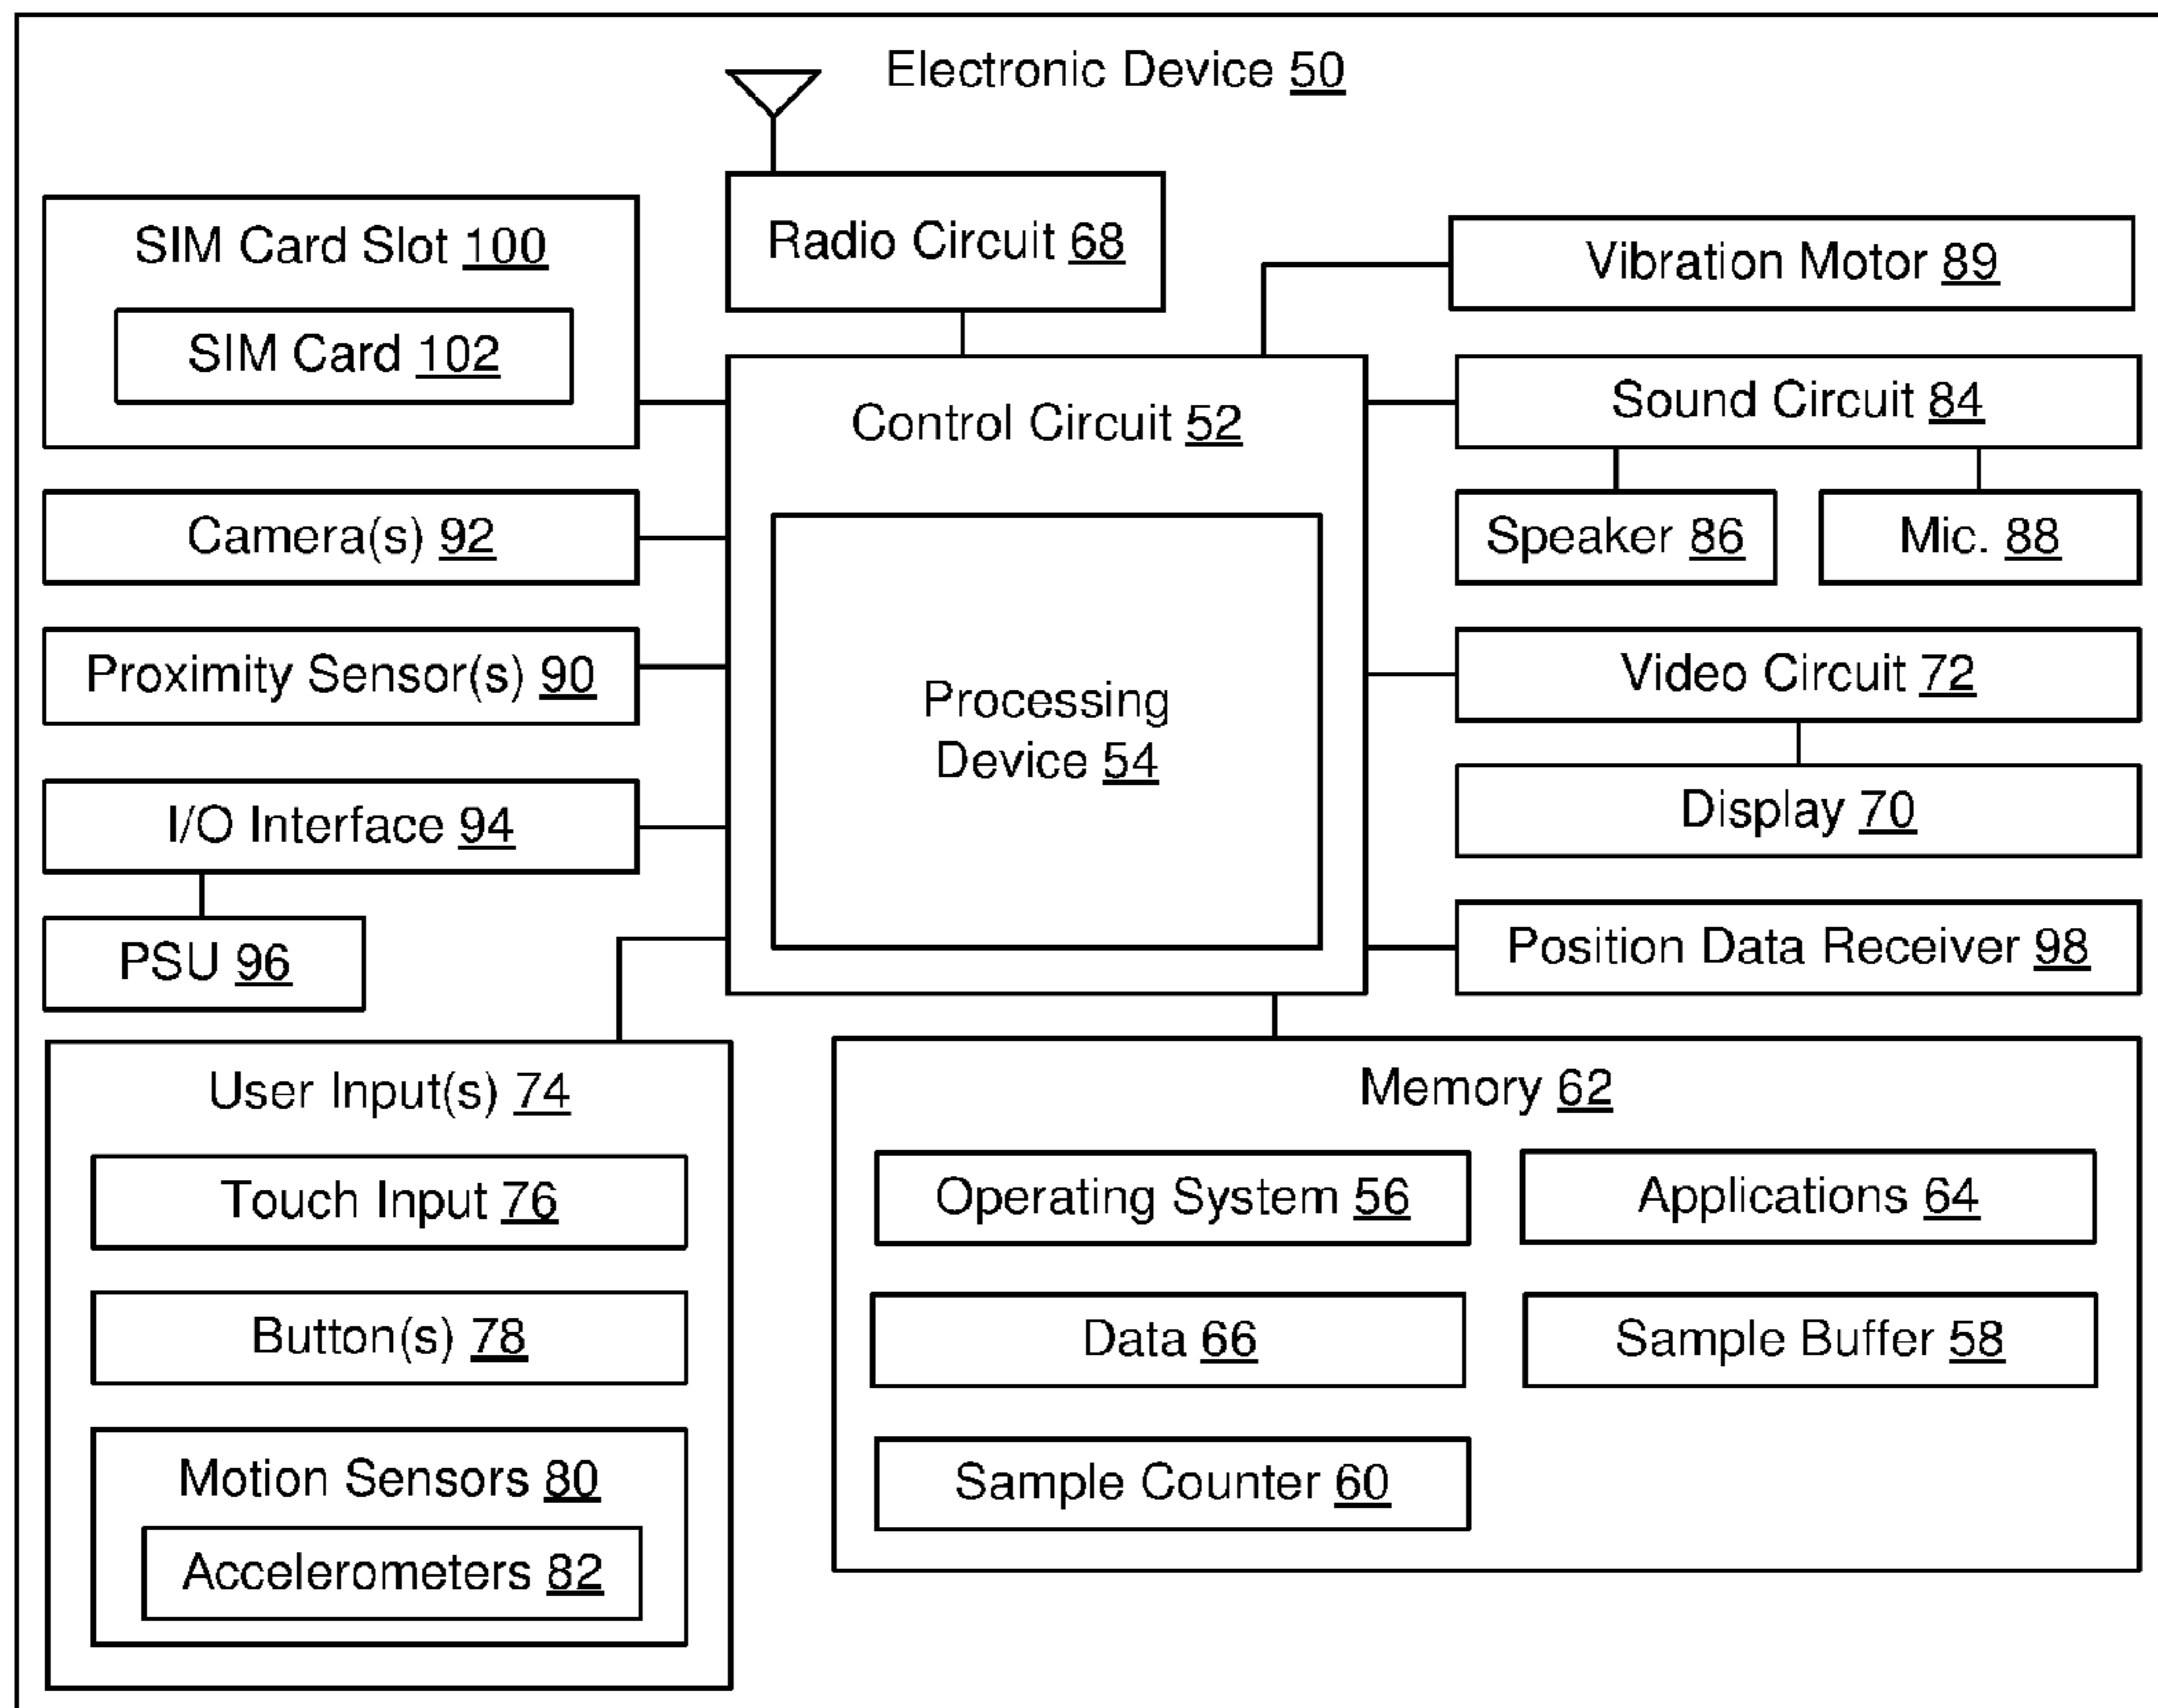 Electronic Device 50
SIM Card Slot 100
SIM Card 102
Radio Circuit 68
Vibration Motor 89
Control Circuit 52
Sound Circuit 84
Speaker 86
Mic. 88
Camera(s) 92
Proximity Sensor(s) 90
Processing
Device 54
Video Circuit 72
Display 70
I/O Interface 94
PSU 96
Position Data Receiver 98
User Input(s) 74
Touch Input 76
Button(s) 78
Motion Sensors 80
Accelerometers 82
Memory 62
Operating System 56
Applications 64
Data 66
Sample Buffer 58
Sample Counter 60